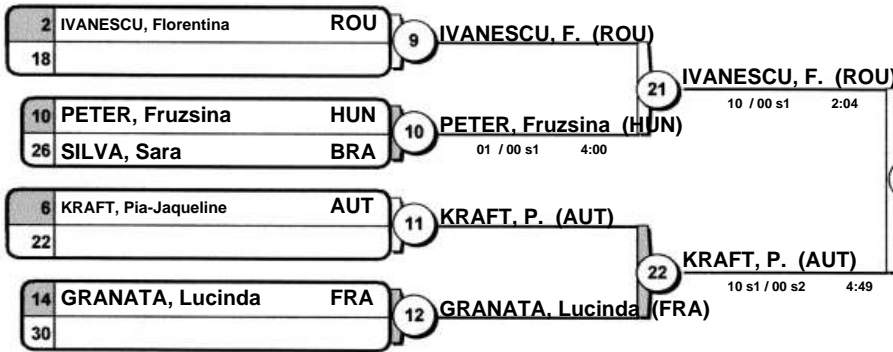 2 IVANESCU, Florentina ROU
18
9
IVANESCU, F. (ROU)
10 PETER, Fruzsina HUN
26 SILVA, Sara BRA
10
PETER, Fruzsina (HUN)
01 / 00 s1 4:00
21
IVANESCU, F. (ROU)
10 / 00 s1 2:04
6 KRAFT, Pia-Jaqueline AUT
22
11
KRAFT, P. (AUT)
14 GRANATA, Lucinda FRA
30
12
GRANATA, Lucinda (FRA)
22
KRAFT, P. (AUT)
10 s1 / 00 s2 4:49